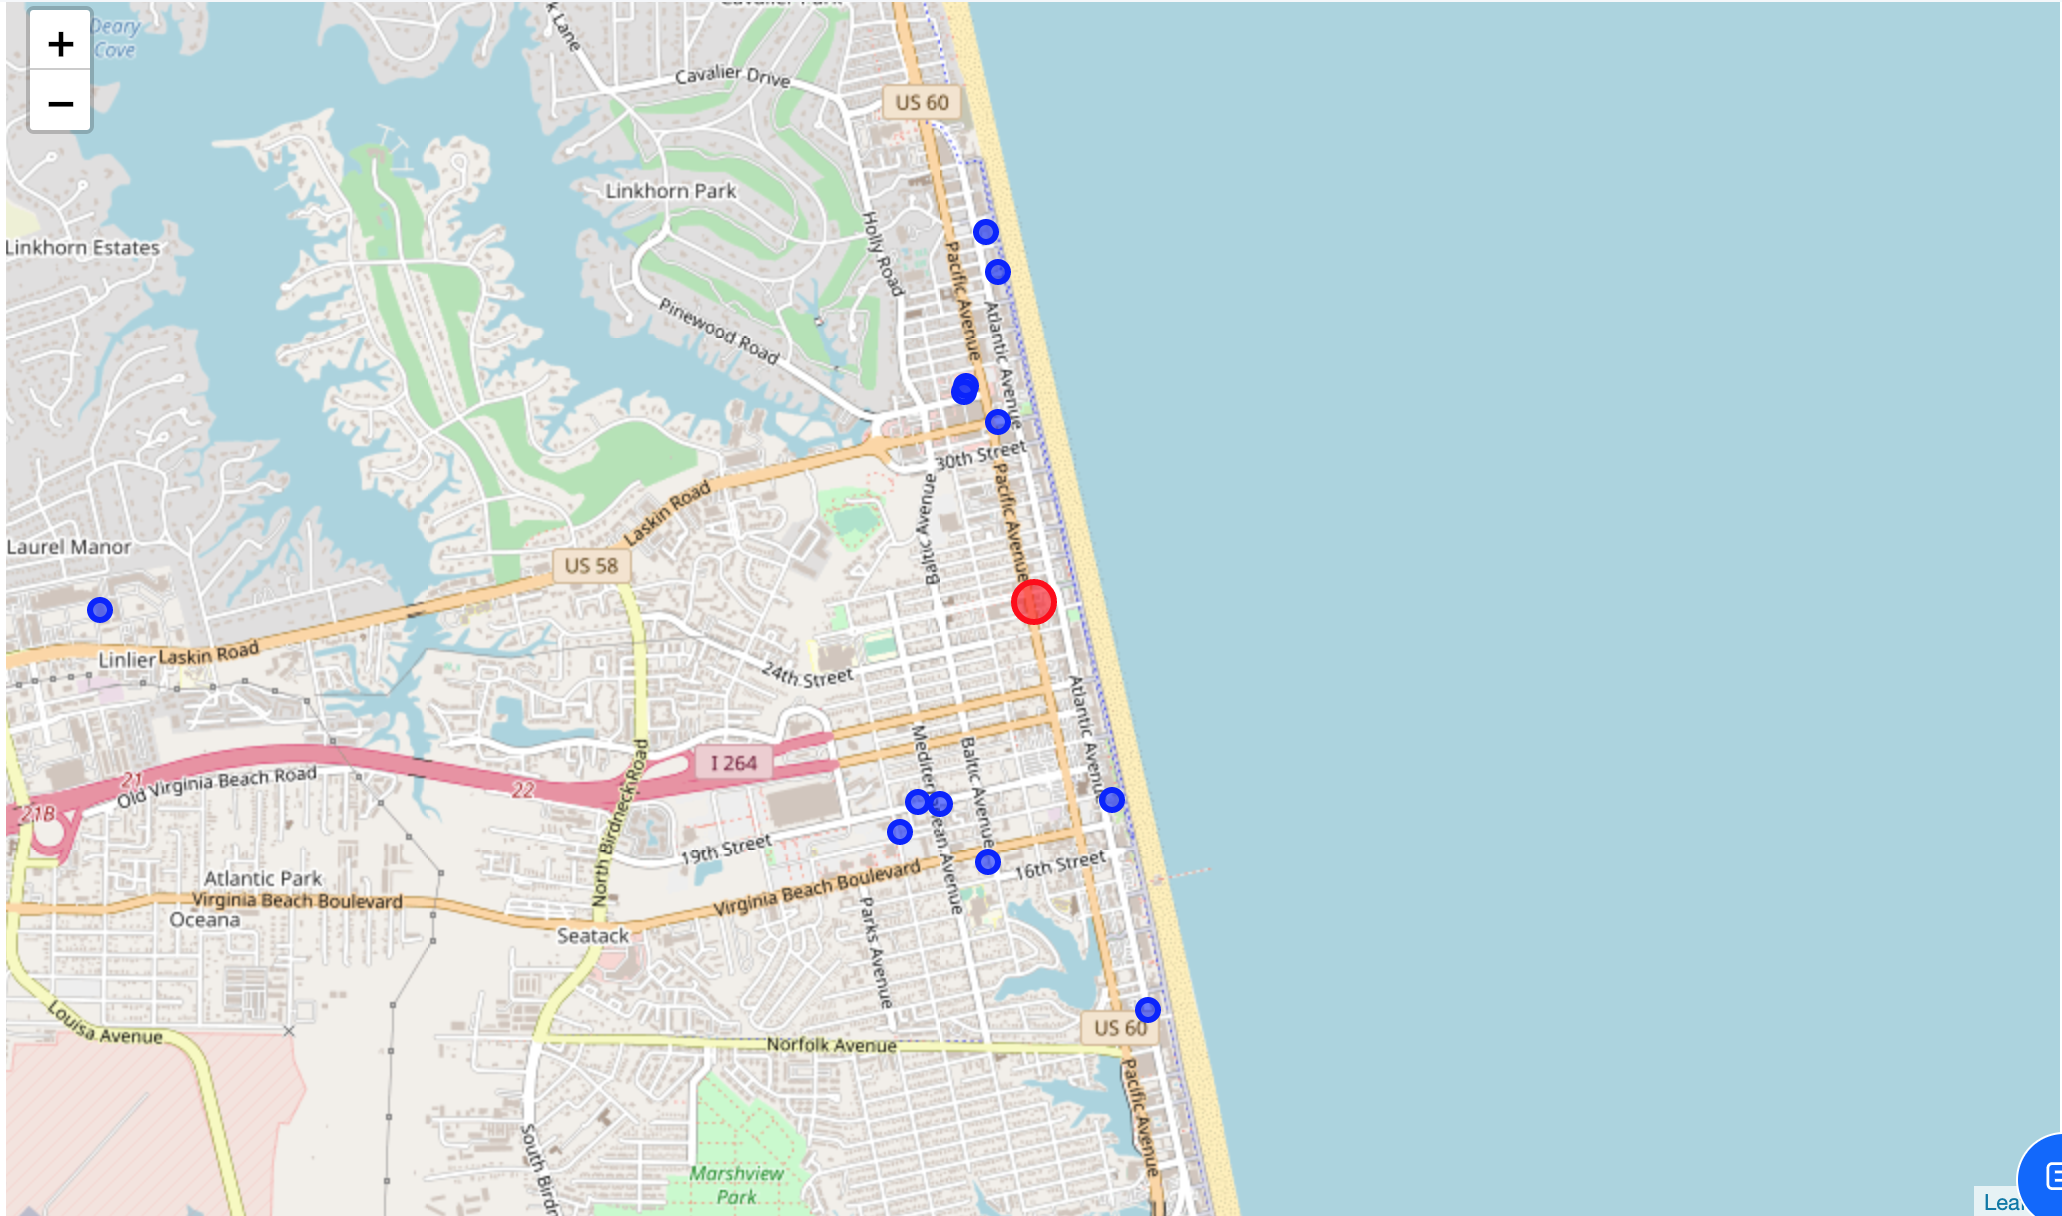 Deary
Cove
+
−
k Lane
Cavalier Drive
US 60
Linkhorn Park
Holly Road
Linkhorn Estates
Pacific Avenue
Atlantic Avenue
Pinewood Road
30th Street
Pacific Avenue
Baltic Avenue
Laskin Road
Laurel Manor
US 58
Linlier
Laskin Road
24th Street
Atlantic Avenue
Baltic Avenue
I 264
North Birdneck Road
21
22
Old Virginia Beach Road
21B
19th Street
16th Street
Atlantic Park
Virginia Beach Boulevard
Virginia Beach Boulevard
Oceana
Seatack
Parks Avenue
Louisa Avenue
US 60
Norfolk Avenue
Pacific Avenue
South Birdn
Marshview
Park
Lea